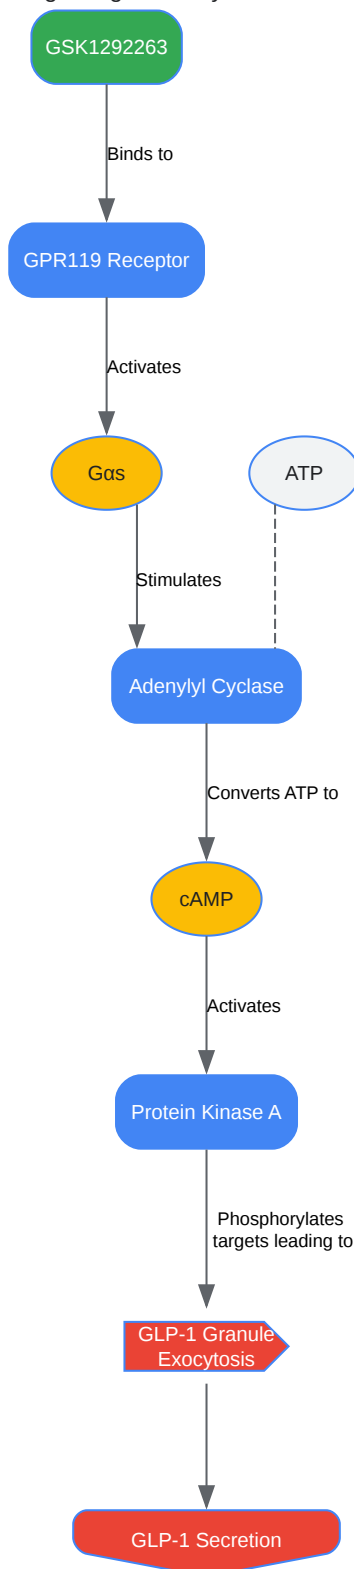 GSK1292263
Binds to
GPR119 Receptor
Activates
Gαs
ATP
Stimulates
Adenylyl Cyclase
Converts ATP to
cAMP
Activates
Protein Kinase A
Phosphorylates
targets leading to
GLP-1 Granule
Exocytosis
GLP-1 Secretion